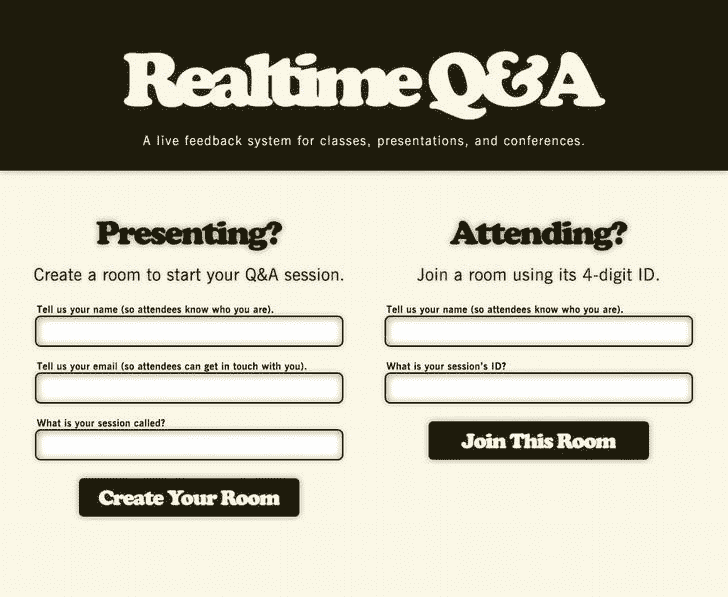 Realtime Q&A
A live feedback system for classes, presentations, and conferences.
Presenting?
Create a room to start your Q&A session.
Tell us your name (so attendees know who you are).
Tell us your email (so attendees can get in touch with you).
What is your session called?
Create Your Room
Attending?
Join a room using its 4-digit ID.
Tell us your name (so attendees know who you are).
What is your session's ID?
Join This Room